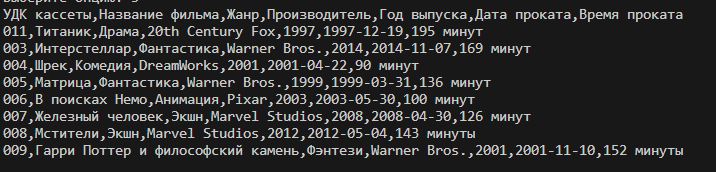 Выберите опцию: 3
УДК кассеты,Название фильма,Жанр,Производитель,Год выпуска,Дата проката,Время проката
011,Титаник,Драма,20th Century Fox,1997,1997-12-19,195 минут
003,Интерстеллар,Фантастика,Warner Bros.,2014,2014-11-07,169 минут
004,Шрек,Комедия,DreamWorks,2001,2001-04-22,90 минут
005,Матрица,Фантастика,Warner Bros.,1999,1999-03-31,136 минут
006,В поисках Немо,Анимация,Pixar,2003,2003-05-30,100 минут
007,Железный человек,Экшн,Marvel Studios,2008,2008-04-30,126 минут
008,Мстители,Экшн,Marvel Studios,2012,2012-05-04,143 минуты
009,Гарри Поттер и философский камень,Фэнтези,Warner Bros.,2001,2001-11-10,152 минуты